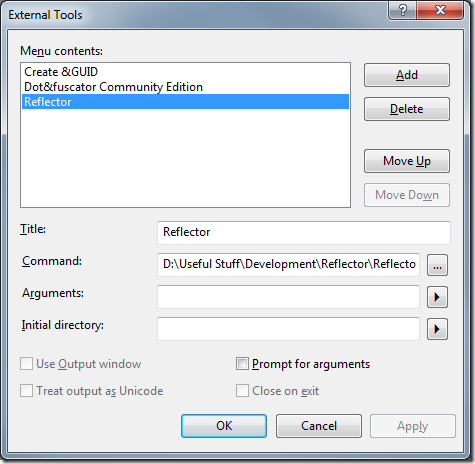 External Tools
Menu contents:
Create &GUID
Dot&fuscator Community Edition
Reflector
Add
Delete
Move Up
Move Down
Title:
Reflector
Command:
D:\Useful Stuff\Development\Reflector\Reflecto
...
Arguments:
Initial directory:
Use Output window
Prompt for arguments
Treat output as Unicode
Close on exit
OK
Cancel
Apply